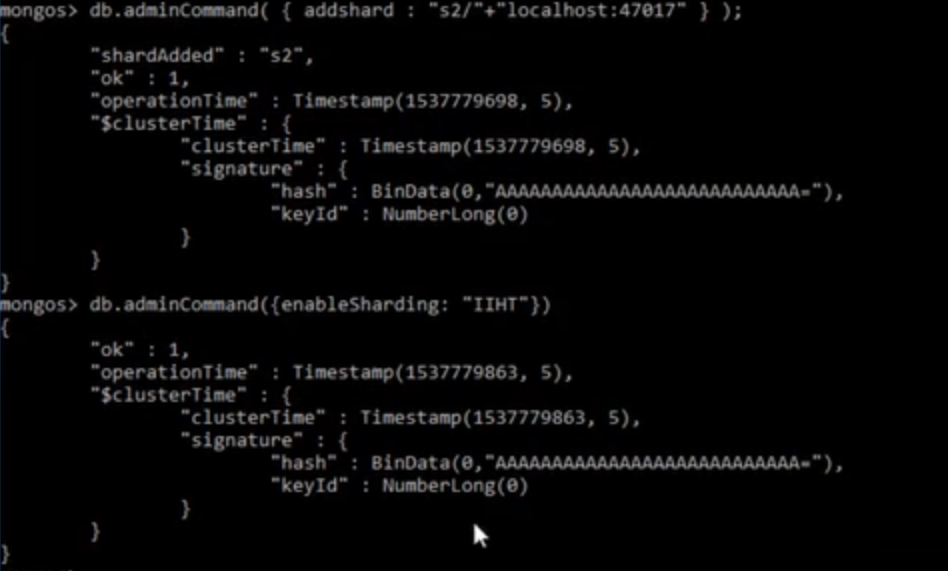 mongos> db.adminCommand( { addshard : "s2/"+"localhost:47017" } );
{
        "shardAdded" : "s2",
        "ok" : 1,
        "operationTime" : Timestamp(1537779698, 5),
        "$clusterTime" : {
                "clusterTime" : Timestamp(1537779698, 5),
                "signature" : {
                        "hash" : BinData(0,"AAAAAAAAAAAAAAAAAAAAAAAAAAA="),
                        "keyId" : NumberLong(0)
                }
        }
}
mongos> db.adminCommand({enableSharding: "IIHT"})
{
        "ok" : 1,
        "operationTime" : Timestamp(1537779863, 5),
        "$clusterTime" : {
                "clusterTime" : Timestamp(1537779863, 5),
                "signature" : {
                        "hash" : BinData(0,"AAAAAAAAAAAAAAAAAAAAAAAAAAA="),
                        "keyId" : NumberLong(0)
                }
        }
}